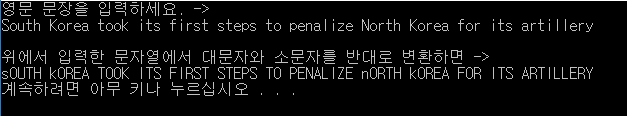 영문 문장을 입력하세요. ->
South Korea took its first steps to penalize North Korea for its artillery
위에서 입력한 문자열에서 대문자와 소문자를 반대로 변환하면 ->
sOUTH kOREA TOOK ITS FIRST STEPS TO PENALIZE nORTH kOREA FOR ITS ARTILLERY
계속하려면 아무 키나 누르십시오 . . .